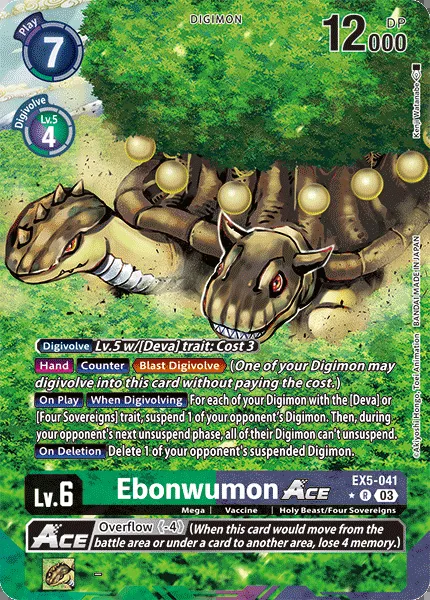 DIGIMON
Play
7
DP
12000
Digivolve
Lv.5
4
Kenji Watanabe
©Akiyoshi Hongo, Toei Animation BANDAI MADE IN JAPAN
Digivolve Lv.5 w/[Deva] trait: Cost 3
Hand Counter Blast Digivolve (One of your Digimon may
digivolve into this card without paying the cost.)
On Play When Digivolving For each of your Digimon with the [Deva] or
[Four Sovereigns] trait, suspend 1 of your opponent's Digimon. Then, during
your opponent's next unsuspend phase, all of their Digimon can't unsuspend.
On Deletion Delete 1 of your opponent's suspended Digimon.
Lv.6
Ebonwumon ACE
EX5-041
R 03
Mega | Vaccine | Holy Beast/Four Sovereigns
ACE Overflow《-4》(When this card would move from the
battle area or under a card to another area, lose 4 memory.)
-